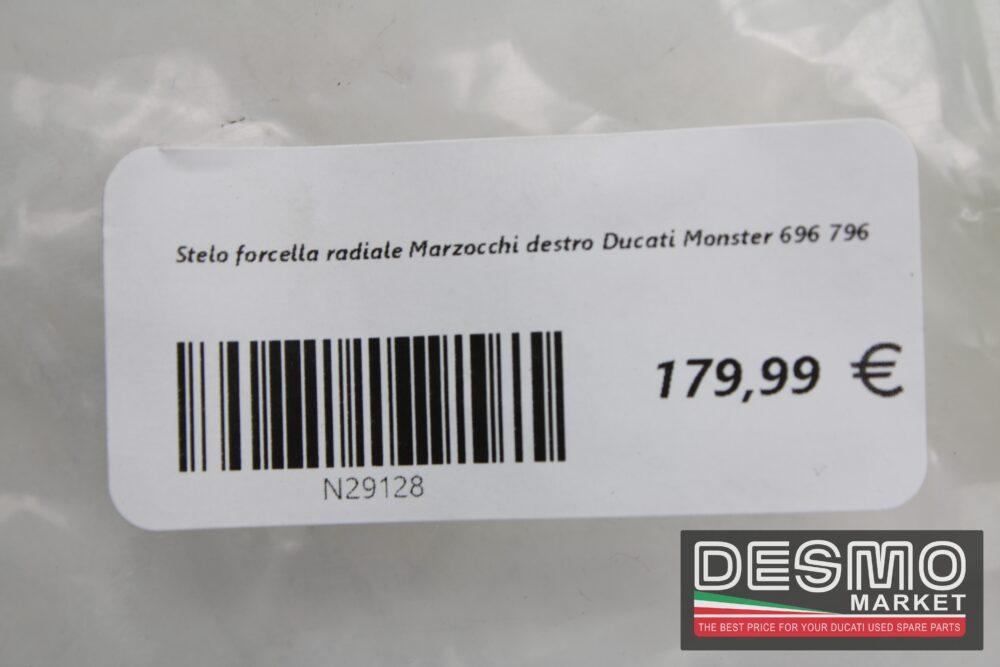 Stelo forcella radiale Marzocchi destro Ducati Monster 696 796
179,99 €
N29128
DESMO
MARKET
THE BEST PRICE FOR YOUR DUCATI USED SPARE PARTS